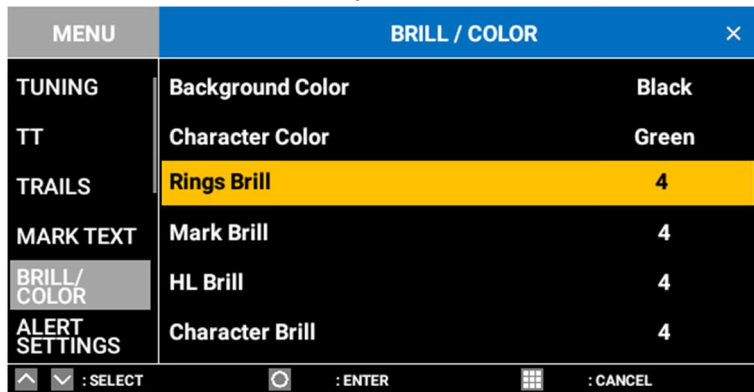 MENU
BRILL / COLOR ×
TUNING
TT
TRAILS
MARK TEXT
BRILL/
COLOR
ALERT
SETTINGS
Background Color Black
Character Color Green
Rings Brill 4
Mark Brill 4
HL Brill 4
Character Brill 4
: SELECT : ENTER : CANCEL